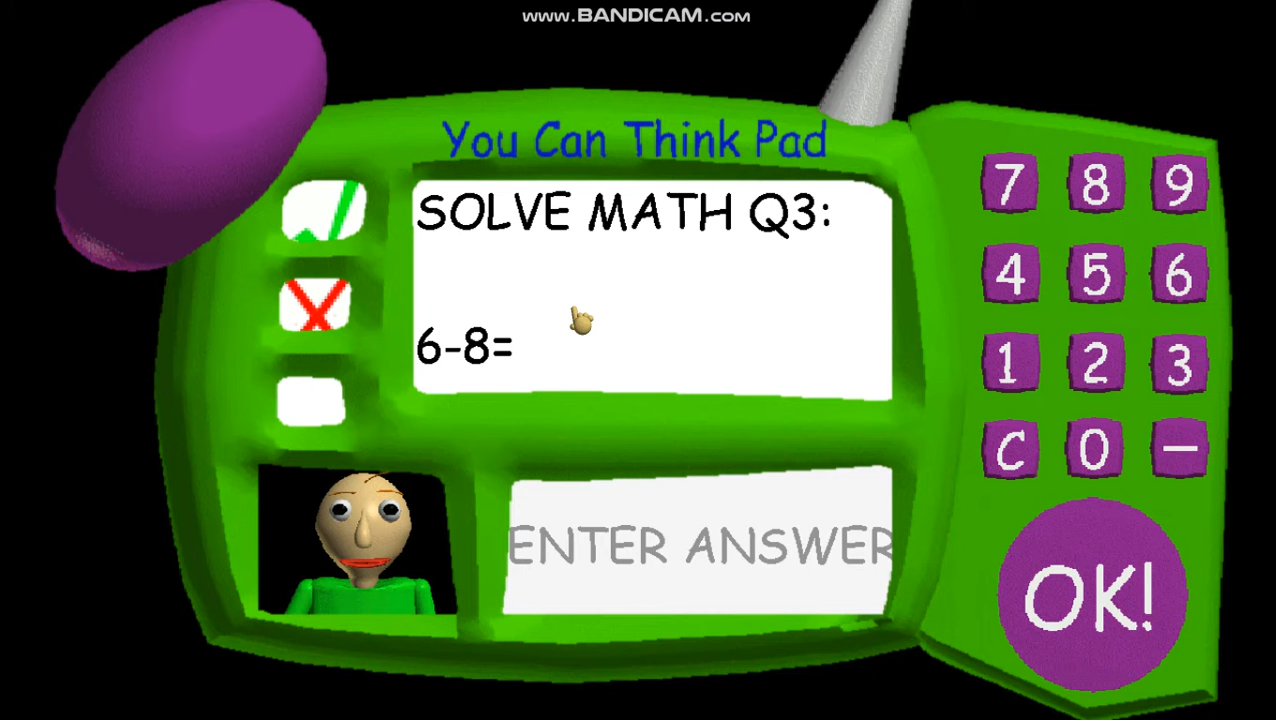 www.BANDICAM.com
You Can Think Pad
SOLVE MATH Q3:
6-8=
ENTER ANSWER
7 8 9
4 5 6
1 2 3
C 0 −
OK!